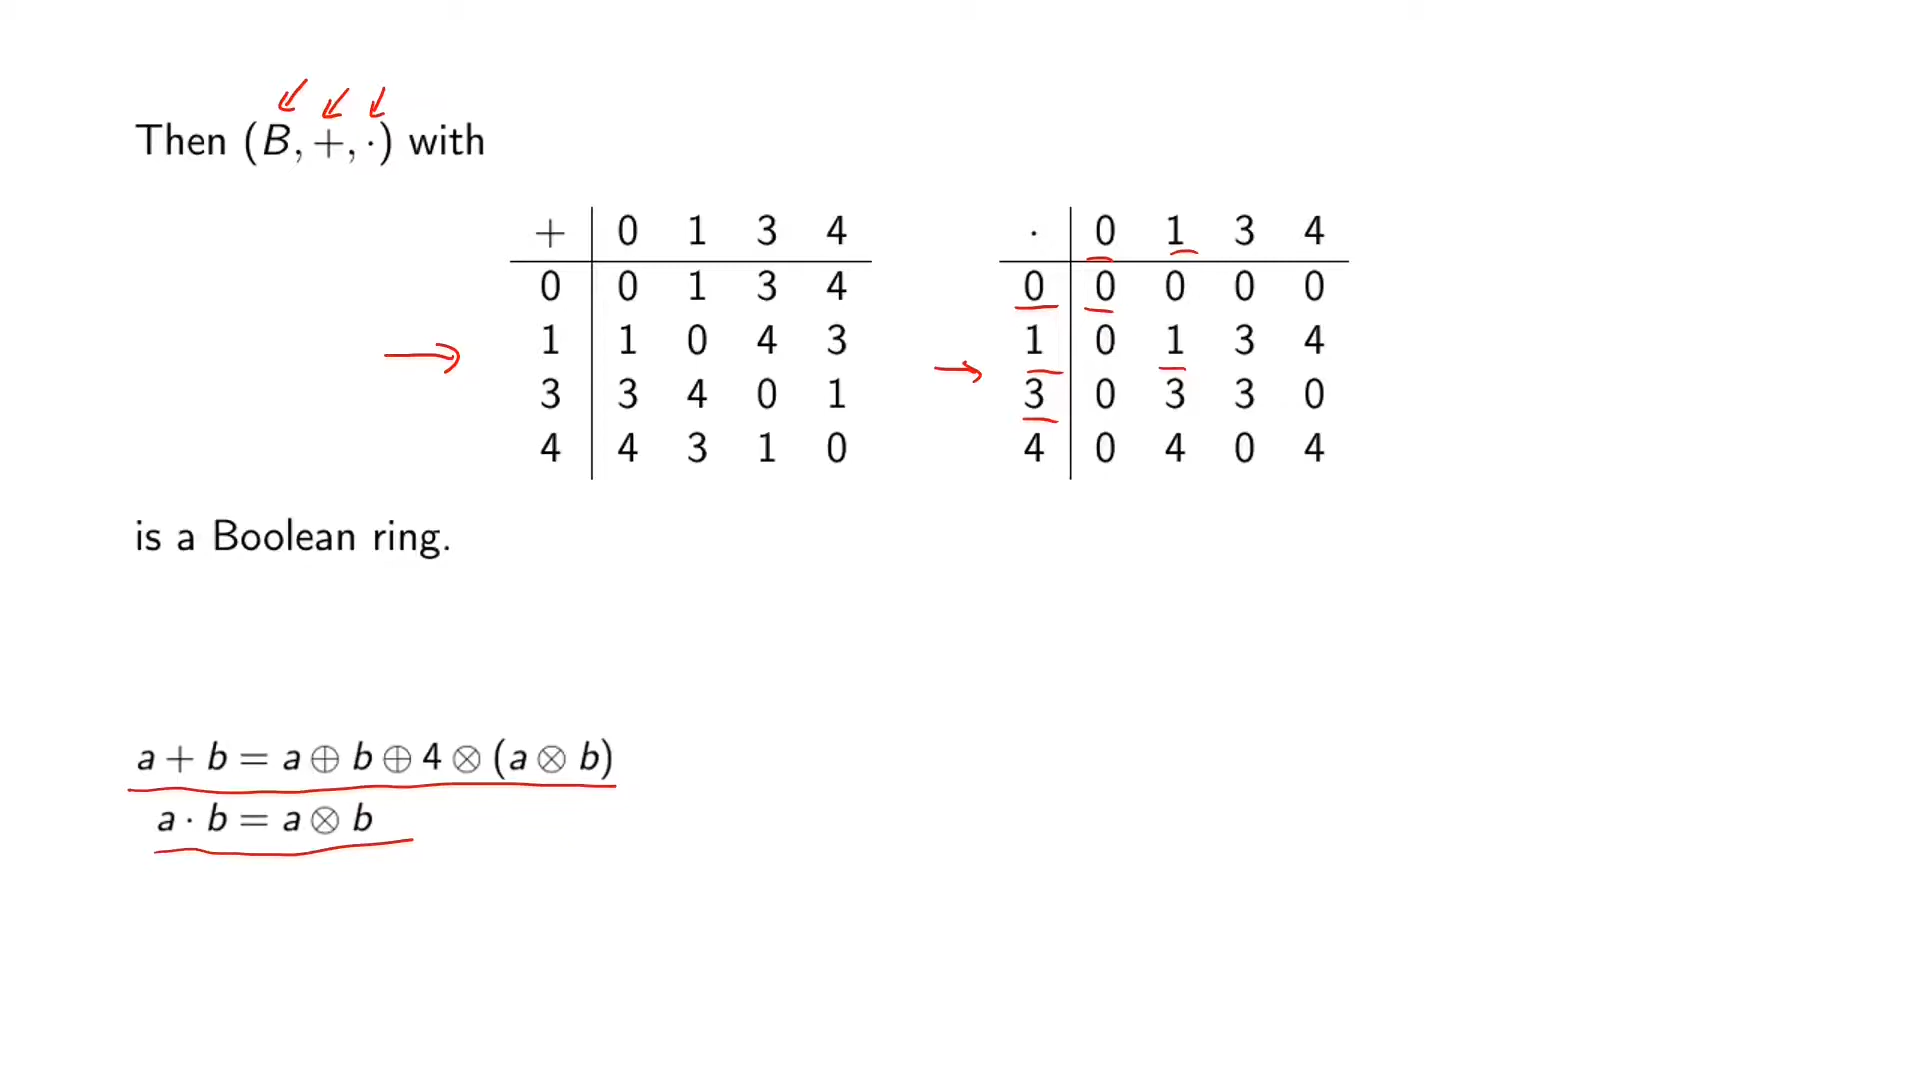 Then (B, +, ·) with
+ 0 1 3 4
0 0 1 3 4
1 1 0 4 3
3 3 4 0 1
4 4 3 1 0
· 0 1 3 4
0 0 0 0 0
1 0 1 3 4
3 0 3 3 0
4 0 4 0 4
is a Boolean ring.
a + b = a ⊕ b ⊕ 4 ⊗ (a ⊗ b)
a · b = a ⊗ b